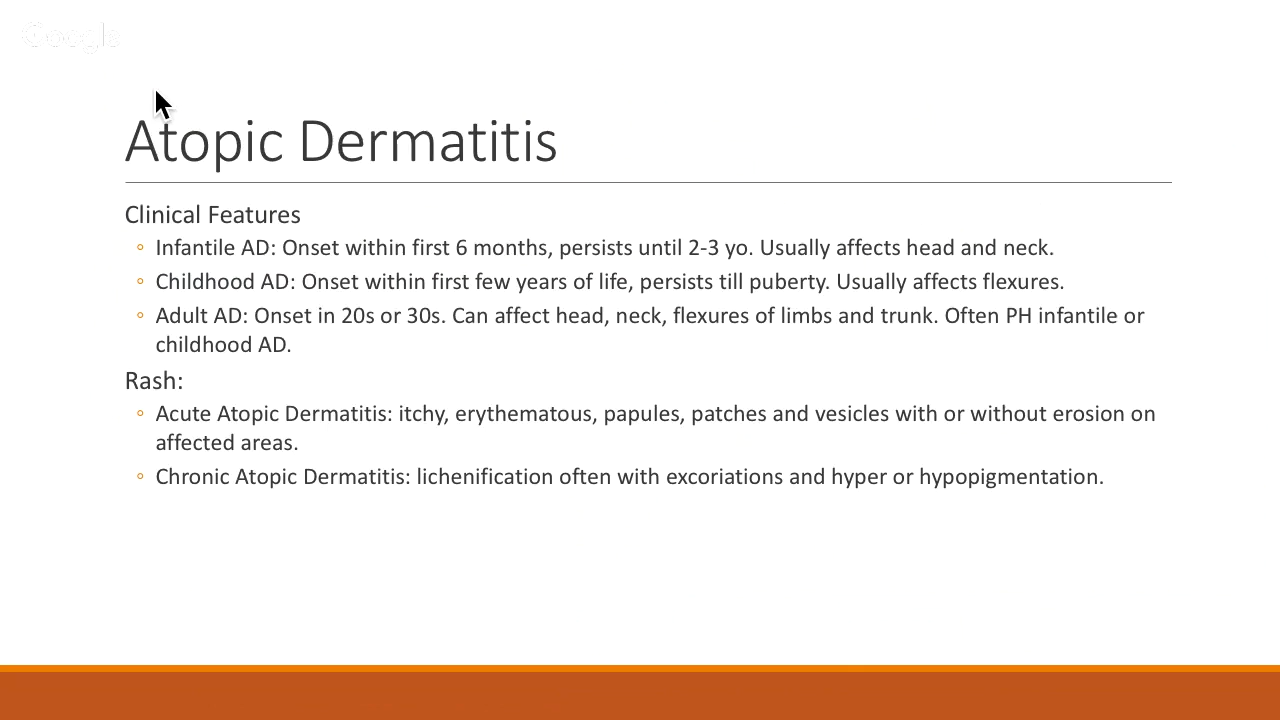 Google
Atopic Dermatitis
Clinical Features
◦ Infantile AD: Onset within first 6 months, persists until 2-3 yo. Usually affects head and neck.
◦ Childhood AD: Onset within first few years of life, persists till puberty. Usually affects flexures.
◦ Adult AD: Onset in 20s or 30s. Can affect head, neck, flexures of limbs and trunk. Often PH infantile or
childhood AD.
Rash:
◦ Acute Atopic Dermatitis: itchy, erythematous, papules, patches and vesicles with or without erosion on
affected areas.
◦ Chronic Atopic Dermatitis: lichenification often with excoriations and hyper or hypopigmentation.